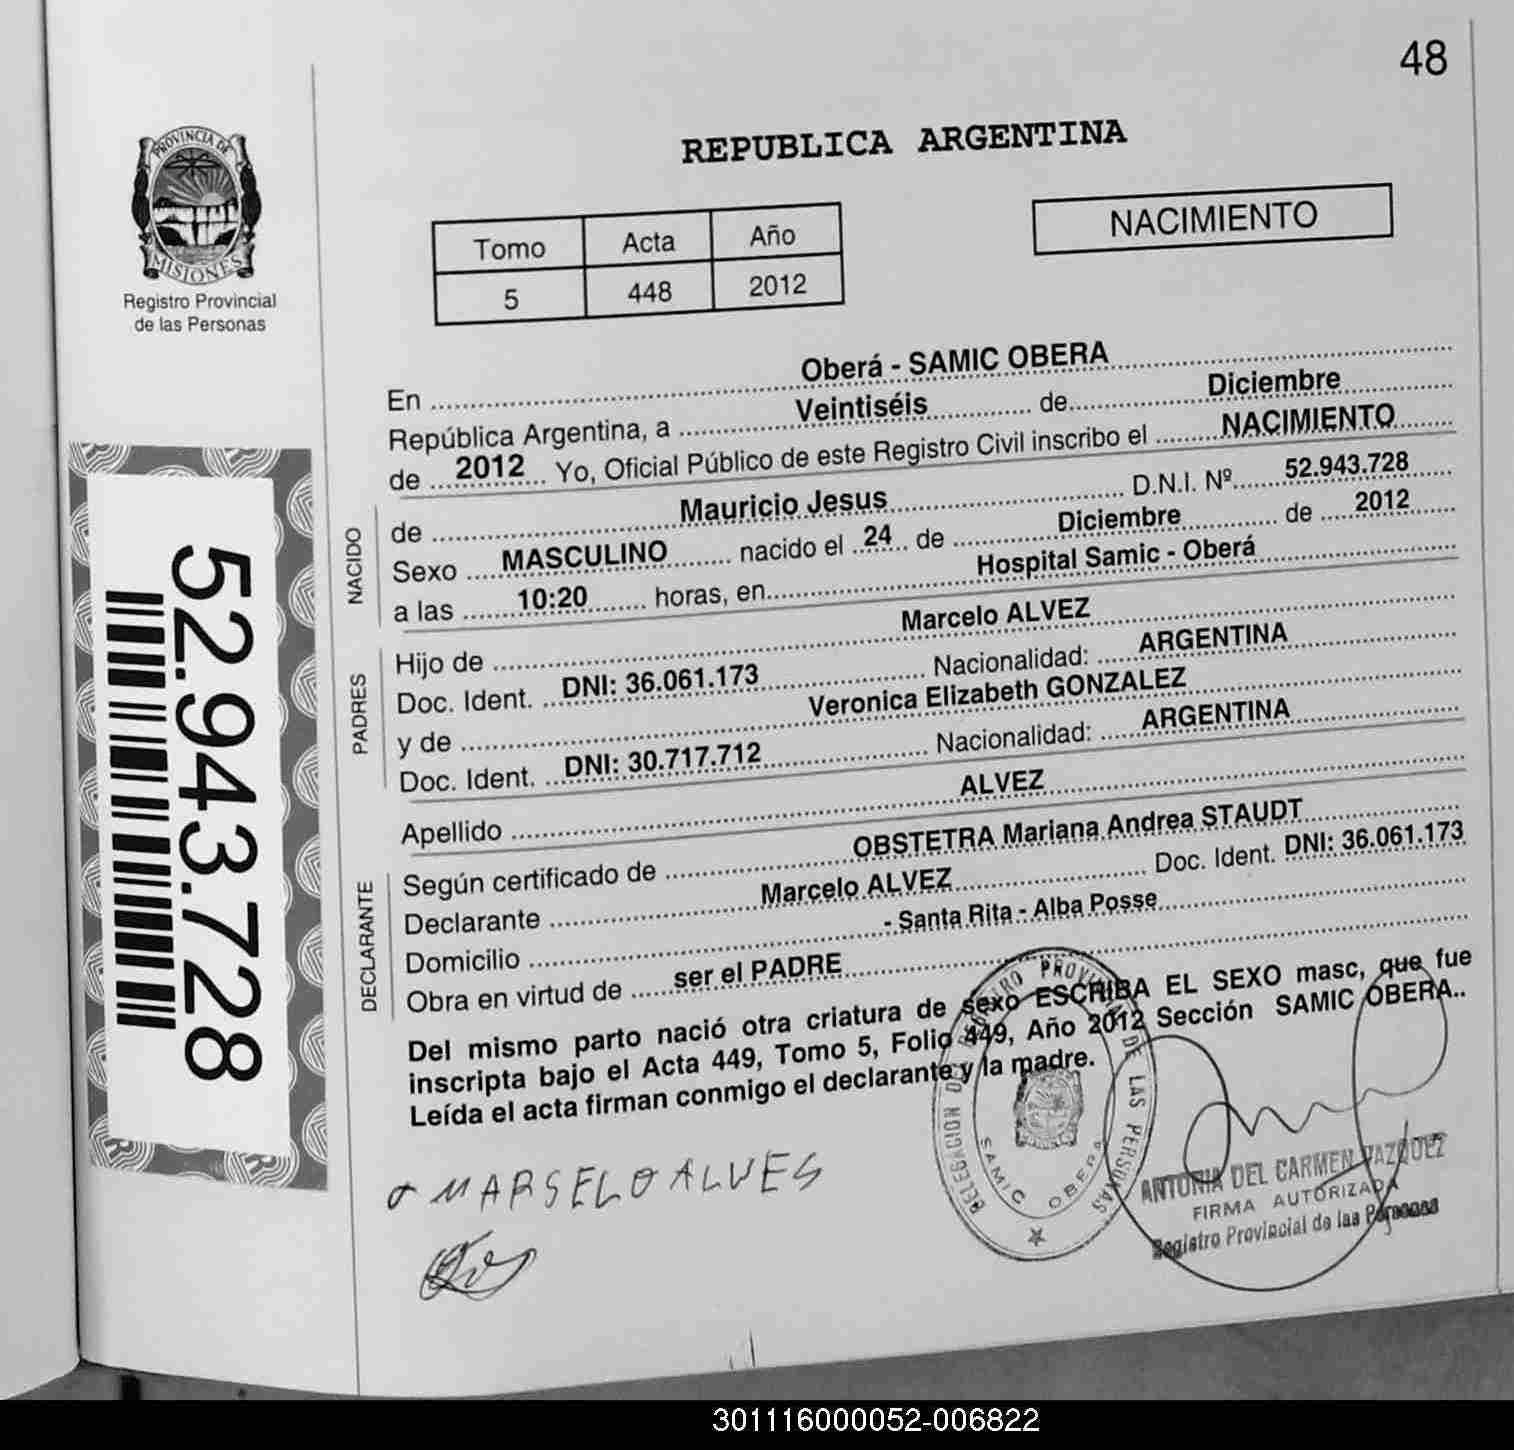 48
PROVINCIA DE
MISIONES
Registro Provincial
de las Personas
REPUBLICA ARGENTINA
Tomo Acta Año
5 448 2012
NACIMIENTO
En Oberá - SAMIC OBERA
República Argentina, a Veintiséis de Diciembre
de 2012 Yo, Oficial Público de este Registro Civil inscribo el NACIMIENTO
NACIDO
de Mauricio Jesus D.N.I. Nº 52.943.728
Sexo MASCULINO nacido el 24 de Diciembre de 2012
a las 10:20 horas, en Hospital Samic - Oberá
PADRES
Hijo de Marcelo ALVEZ
Doc. Ident. DNI: 36.061.173 Nacionalidad: ARGENTINA
y de Veronica Elizabeth GONZALEZ
Doc. Ident. DNI: 30.717.712 Nacionalidad: ARGENTINA
Apellido ALVEZ
DECLARANTE
Según certificado de OBSTETRA Mariana Andrea STAUDT
Declarante Marcelo ALVEZ Doc. Ident. DNI: 36.061.173
Domicilio - Santa Rita - Alba Posse
Obra en virtud de ser el PADRE
Del mismo parto nació otra criatura de sexo ESCRIBA EL SEXO masc, que fue
inscripta bajo el Acta 449, Tomo 5, Folio 449, Año 2012 Sección SAMIC OBERA..
Leída el acta firman conmigo el declarante y la madre.
52.943.728
MARSELO ALVES
DELEGACION DEL REGISTRO PROVINCIAL DE LAS PERSONAS
SAMIC OBERA
ANTONIA DEL CARMEN VAZQUEZ
FIRMA AUTORIZADA
Registro Provincial de las Personas
301116000052-006822